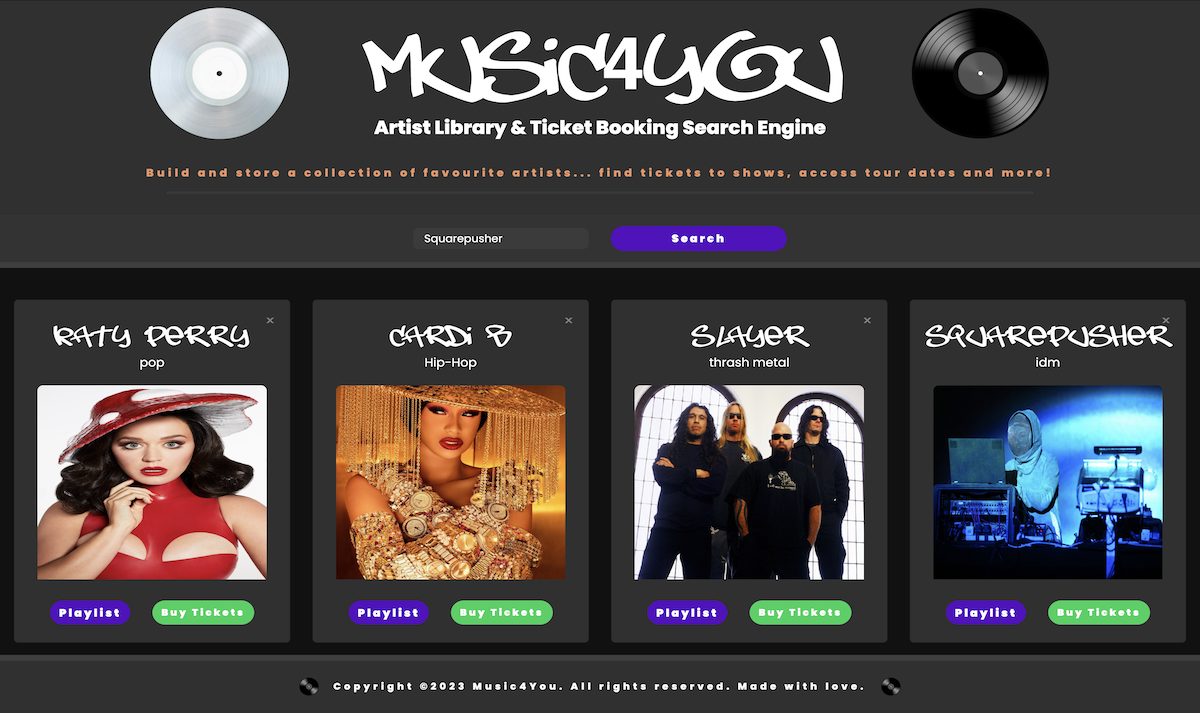 MUSiC4YOU
Artist Library & Ticket Booking Search Engine
Build and store a collection of favourite artists... find tickets to shows, access tour dates and more!
Squarepusher Search
× × × ×
KATY PERRY CARDi B SLAYER SQUAREPUSHER
pop Hip-Hop thrash metal idm
Playlist Buy Tickets Playlist Buy Tickets Playlist Buy Tickets Playlist Buy Tickets
Copyright ©2023 Music4You. All rights reserved. Made with love.